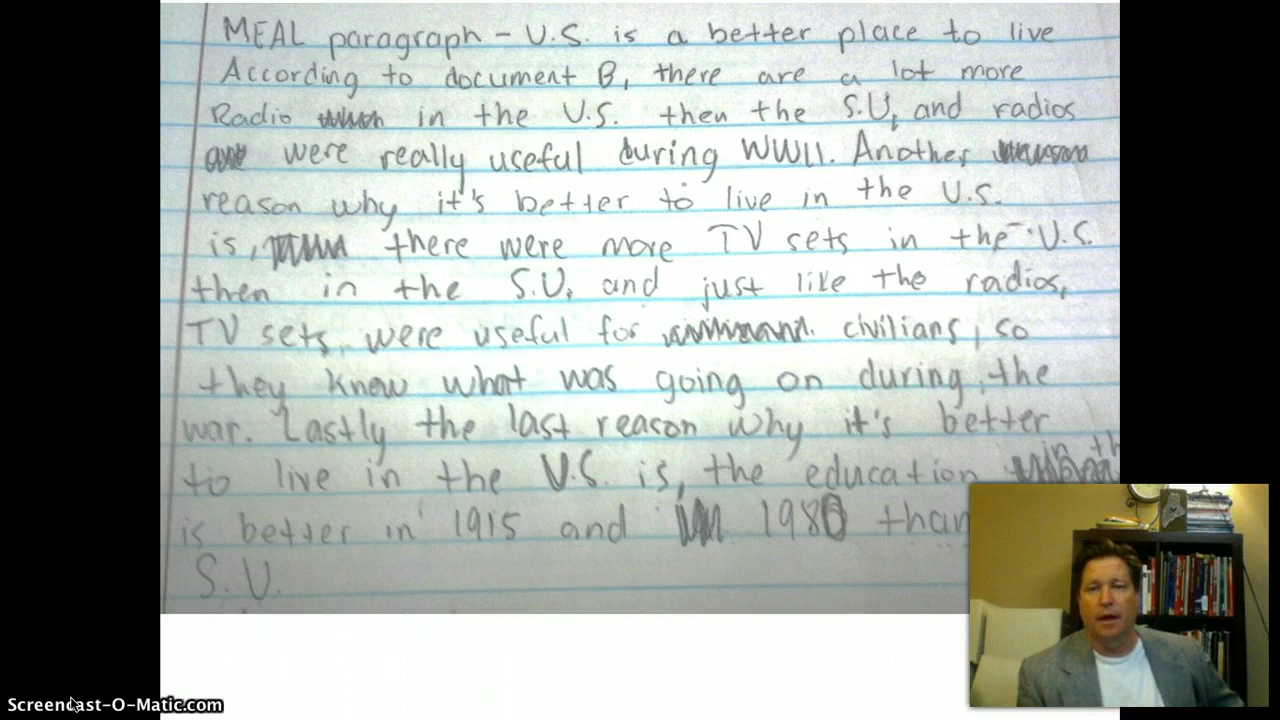 MEAL paragraph - U.S. is a better place to live
According to document B, there are a lot more
Radio in the U.S. then the S.U, and radios
were really useful during WWII. Another
reason why it's better to live in the U.S.
is, there were more TV sets in the U.S.
then in the S.U, and just like the radios,
TV sets were useful for civilians, so
they know what was going on during the
war. Lastly the last reason why it's better
to live in the U.S. is, the education in th
is better in 1915 and 1980 than
S.U.
Screencast-O-Matic.com